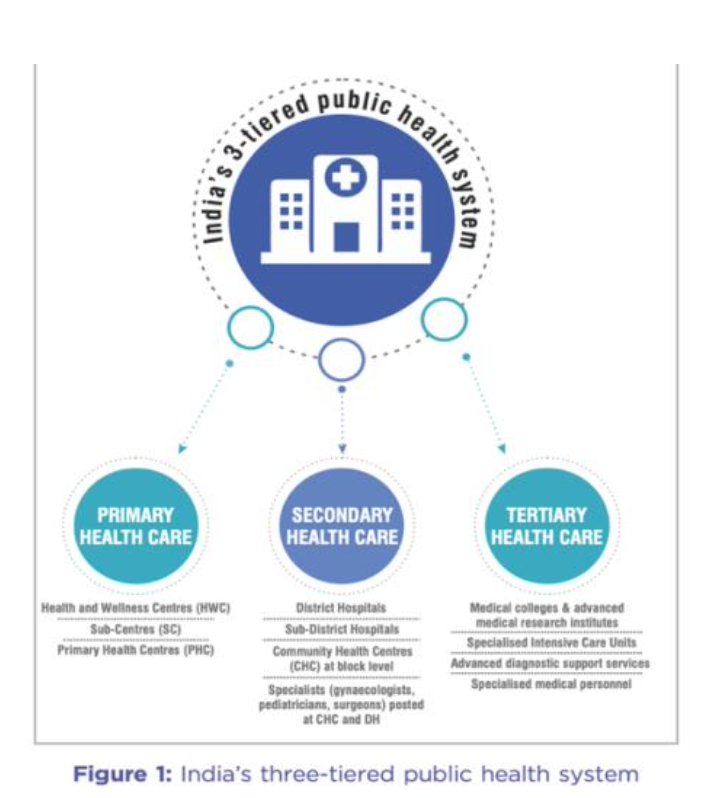 India's 3-tiered public health system
PRIMARY
HEALTH CARE
Health and Wellness Centres (HWC)
Sub-Centres (SC)
Primary Health Centres (PHC)
SECONDARY
HEALTH CARE
District Hospitals
Sub-District Hospitals
Community Health Centres
(CHC) at block level
Specialists (gynaecologists,
pediatricians, surgeons) posted
at CHC and DH
TERTIARY
HEALTH CARE
Medical colleges & advanced
medical research institutes
Specialised Intensive Care Units
Advanced diagnostic support services
Specialised medical personnel
Figure 1: India's three-tiered public health system